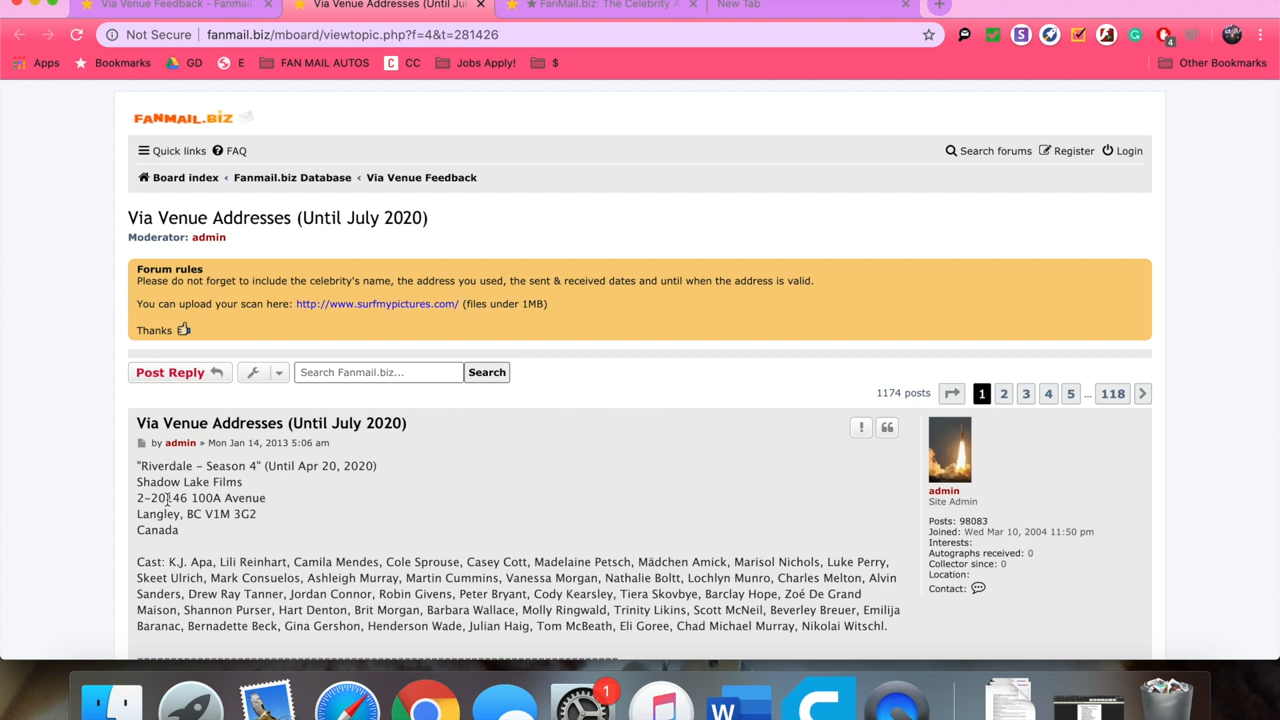 Via Venue Feedback - Fanmail.
Via Venue Addresses (Until Jul
★ FanMail.biz: The Celebrity A
New Tab
Not Secure | fanmail.biz/mboard/viewtopic.php?f=4&t=281426
4
Apps Bookmarks GD E FAN MAIL AUTOS C CC Jobs Apply! $ Other Bookmarks
FANMAIL.BIZ
Quick links FAQ Search forums Register Login
Board index ‹ Fanmail.biz Database ‹ Via Venue Feedback
Via Venue Addresses (Until July 2020)
Moderator: admin
Forum rules
Please do not forget to include the celebrity's name, the address you used, the sent & received dates and until when the address is valid.
You can upload your scan here: http://www.surfmypictures.com/ (files under 1MB)
Thanks
Post Reply Search Fanmail.biz... Search
1174 posts 1 2 3 4 5 ... 118
Via Venue Addresses (Until July 2020)
by admin » Mon Jan 14, 2013 5:06 am
"Riverdale – Season 4" (Until Apr 20, 2020)
Shadow Lake Films
2-20146 100A Avenue
Langley, BC V1M 3G2
Canada
Cast: K.J. Apa, Lili Reinhart, Camila Mendes, Cole Sprouse, Casey Cott, Madelaine Petsch, Mädchen Amick, Marisol Nichols, Luke Perry,
Skeet Ulrich, Mark Consuelos, Ashleigh Murray, Martin Cummins, Vanessa Morgan, Nathalie Boltt, Lochlyn Munro, Charles Melton, Alvin
Sanders, Drew Ray Tanner, Jordan Connor, Robin Givens, Peter Bryant, Cody Kearsley, Tiera Skovbye, Barclay Hope, Zoé De Grand
Maison, Shannon Purser, Hart Denton, Brit Morgan, Barbara Wallace, Molly Ringwald, Trinity Likins, Scott McNeil, Beverley Breuer, Emilija
Baranac, Bernadette Beck, Gina Gershon, Henderson Wade, Julian Haig, Tom McBeath, Eli Goree, Chad Michael Murray, Nikolai Witschl.
admin
Site Admin
Posts: 98083
Joined: Wed Mar 10, 2004 11:50 pm
Interests:
Autographs received: 0
Collector since: 0
Location:
Contact:
1
W